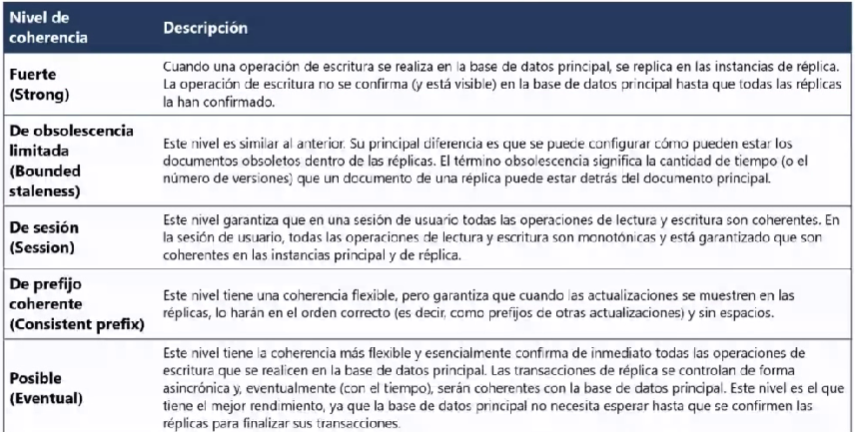 Nivel de
coherencia
Descripción
Fuerte
(Strong)
Cuando una operación de escritura se realiza en la base de datos principal, se replica en las instancias de réplica.
La operación de escritura no se confirma (y está visible) en la base de datos principal hasta que todas las réplicas
la han confirmado.
De obsolescencia
limitada
(Bounded
staleness)
Este nivel es similar al anterior. Su principal diferencia es que se puede configurar cómo pueden estar los
documentos obsoletos dentro de las réplicas. El término obsolescencia significa la cantidad de tiempo (o el
número de versiones) que un documento de una réplica puede estar detrás del documento principal.
De sesión
(Session)
Este nivel garantiza que en una sesión de usuario todas las operaciones de lectura y escritura son coherentes. En
la sesión de usuario, todas las operaciones de lectura y escritura son monotónicas y está garantizado que son
coherentes en las instancias principal y de réplica.
De prefijo
coherente
(Consistent prefix)
Este nivel tiene una coherencia flexible, pero garantiza que cuando las actualizaciones se muestren en las
réplicas, lo harán en el orden correcto (es decir, como prefijos de otras actualizaciones) y sin espacios.
Posible
(Eventual)
Este nivel tiene la coherencia más flexible y esencialmente confirma de inmediato todas las operaciones de
escritura que se realicen en la base de datos principal. Las transacciones de réplica se controlan de forma
asincrónica y, eventualmente (con el tiempo), serán coherentes con la base de datos principal. Este nivel es el que
tiene el mejor rendimiento, ya que la base de datos principal no necesita esperar hasta que se confirmen las
réplicas para finalizar sus transacciones.